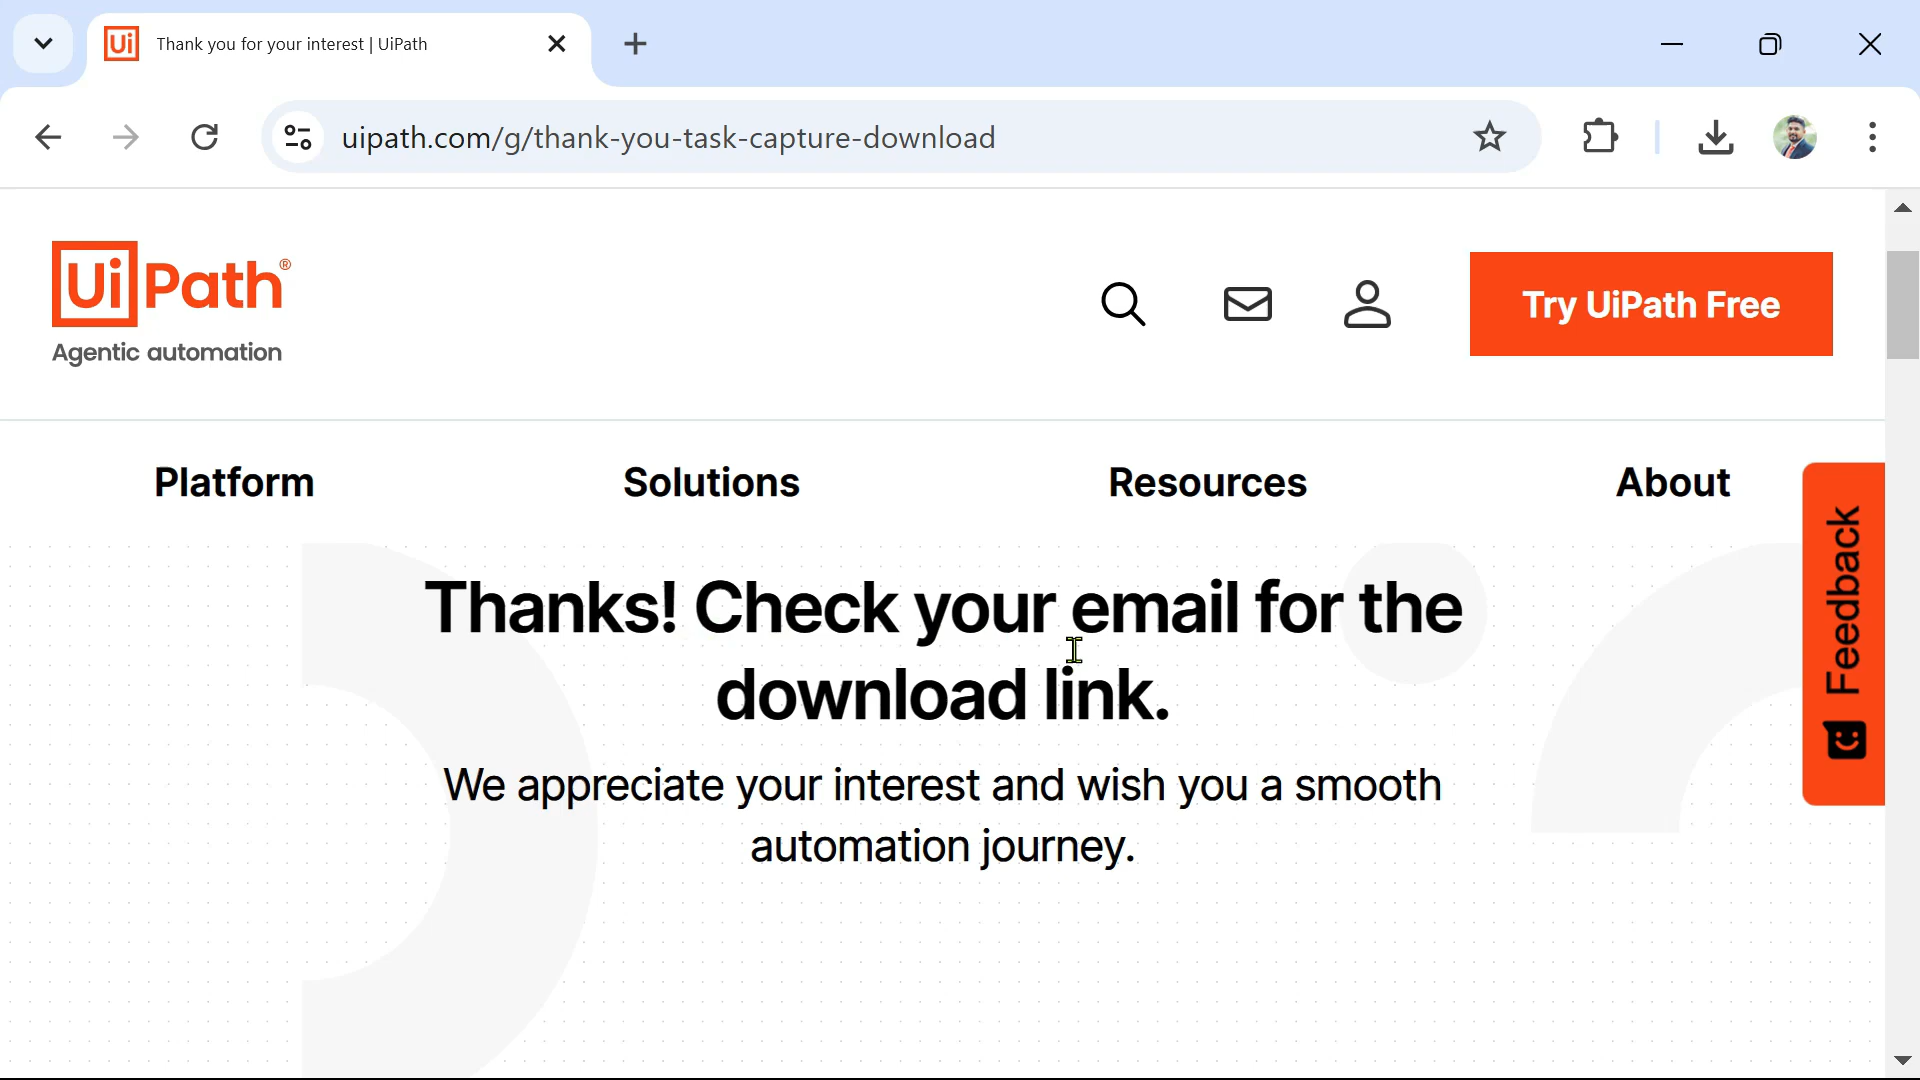 Thank you for your interest | UiPath
uipath.com/g/thank-you-task-capture-download
UiPath®
Agentic automation
Try UiPath Free
Platform
Solutions
Resources
About
Feedback
Thanks! Check your email for the
download link.
We appreciate your interest and wish you a smooth
automation journey.